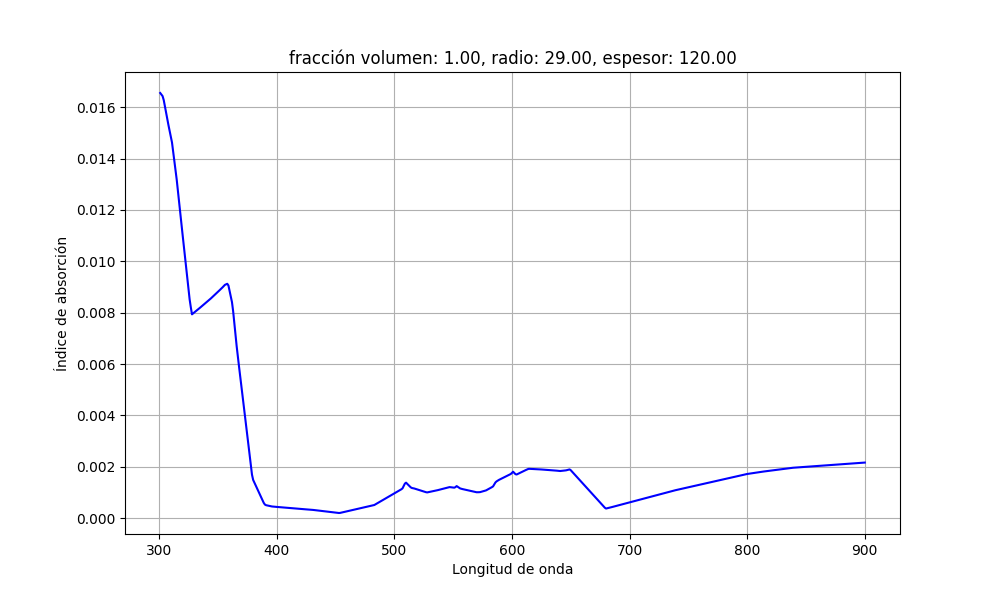 fracción volumen: 1.00, radio: 29.00, espesor: 120.00
Índice de absorción
0.016
0.014
0.012
0.010
0.008
0.006
0.004
0.002
0.000
300 400 500 600 700 800 900
Longitud de onda